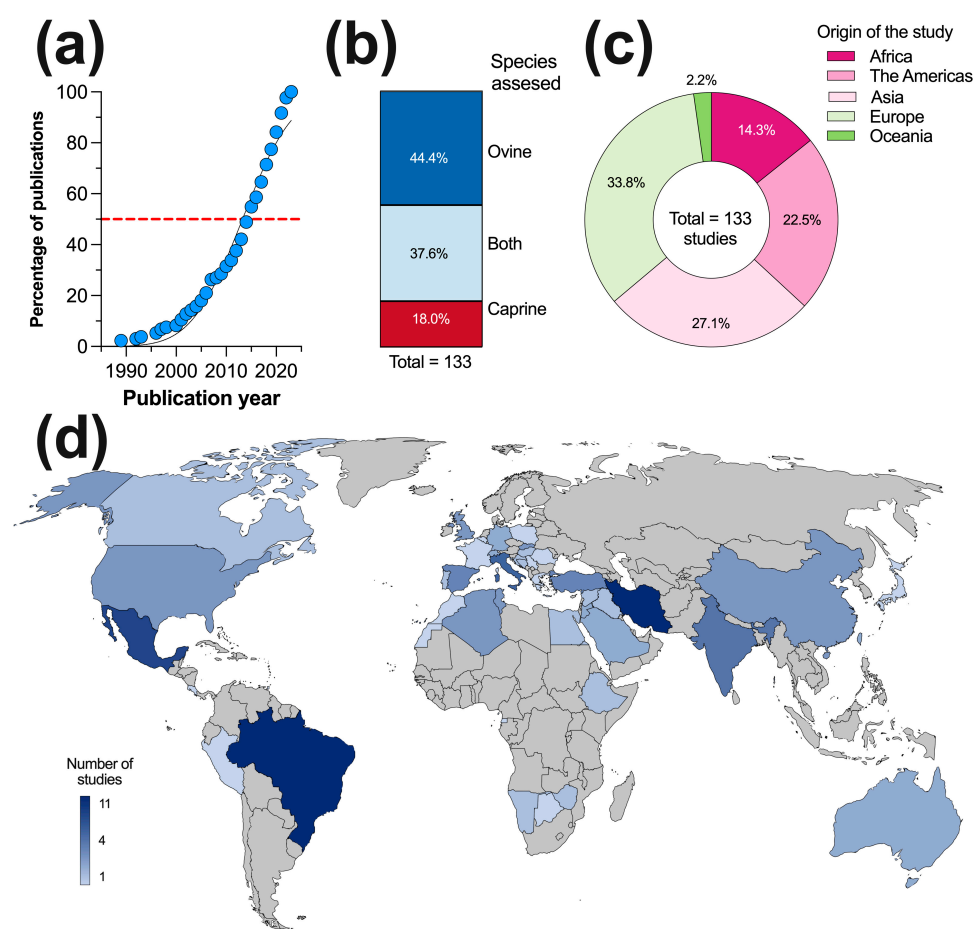 (a)
Percentage of publications
100
80
60
40
20
0
1990 2000 2010 2020
Publication year
(b)
Species
assesed
44.4%
Ovine
37.6%
Both
18.0%
Caprine
Total = 133
(c)
Origin of the study
Africa
The Americas
Asia
Europe
Oceania
2.2%
14.3%
33.8%
22.5%
27.1%
Total = 133
studies
(d)
Number of
studies
11
4
1